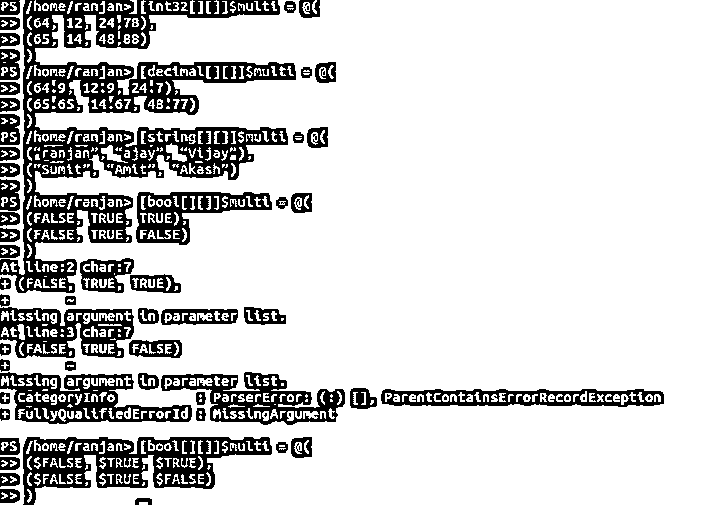 PS /home/ranjan> [int32[][]]$multi = @(
>> (64, 12, 24,78),
>> (65, 14, 48,88)
>> )
PS /home/ranjan> [decimal[][]]$multi = @(
>> (64.9, 12.9, 24.7),
>> (65.65, 14.67, 48.77)
>> )
PS /home/ranjan> [string[][]]$multi = @(
>> (“ranjan”, “ajay”, “Vijay”),
>> (“Sumit”, “Amit”, “Akash”)
>> )
PS /home/ranjan> [bool[][]]$multi = @(
>> (FALSE, TRUE, TRUE),
>> (FALSE, TRUE, FALSE)
>> )
At line:2 char:7
+ (FALSE, TRUE, TRUE),
+       ~
Missing argument in parameter list.
At line:3 char:7
+ (FALSE, TRUE, FALSE)
+       ~
Missing argument in parameter list.
+ CategoryInfo          : ParserError: (:) [], ParentContainsErrorRecordException
+ FullyQualifiedErrorId : MissingArgument
PS /home/ranjan> [bool[][]]$multi = @(
>> ($FALSE, $TRUE, $TRUE),
>> ($FALSE, $TRUE, $FALSE)
>> )